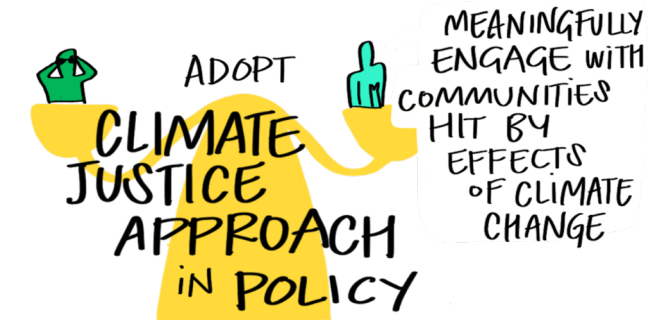 ADOPT
CLIMATE
JUSTICE
APPROACH
iN POLICY
MEANINGFULLY
ENGAGE WiTH
COMMUNITIES
HIT BY
EFFECTS
OF CLIMATE
CHANGE